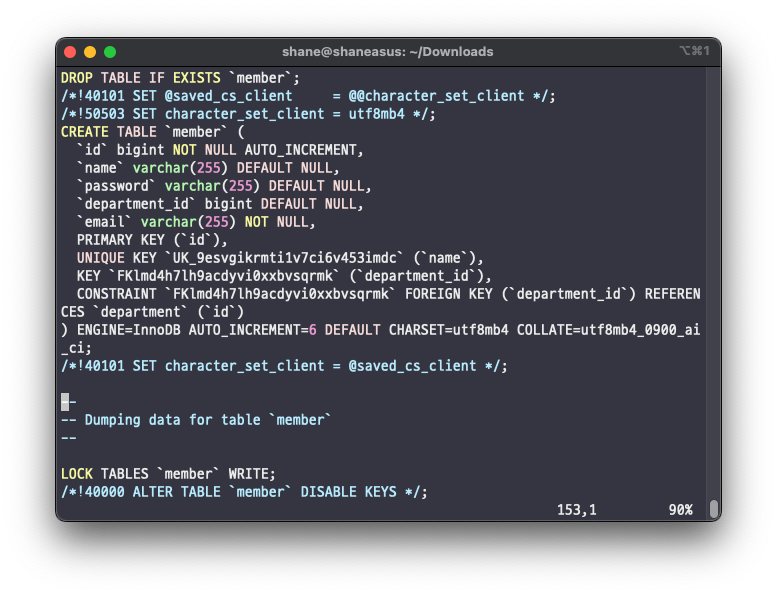 shane@shaneasus: ~/Downloads
⌥⌘1
DROP TABLE IF EXISTS `member`;
/*!40101 SET @saved_cs_client     = @@character_set_client */;
/*!50503 SET character_set_client = utf8mb4 */;
CREATE TABLE `member` (
  `id` bigint NOT NULL AUTO_INCREMENT,
  `name` varchar(255) DEFAULT NULL,
  `password` varchar(255) DEFAULT NULL,
  `department_id` bigint DEFAULT NULL,
  `email` varchar(255) NOT NULL,
  PRIMARY KEY (`id`),
  UNIQUE KEY `UK_9esvgikrmti1v7ci6v453imdc` (`name`),
  KEY `FKlmd4h7lh9acdyvi0xxbvsqrmk` (`department_id`),
  CONSTRAINT `FKlmd4h7lh9acdyvi0xxbvsqrmk` FOREIGN KEY (`department_id`) REFEREN
CES `department` (`id`)
) ENGINE=InnoDB AUTO_INCREMENT=6 DEFAULT CHARSET=utf8mb4 COLLATE=utf8mb4_0900_ai
_ci;
/*!40101 SET character_set_client = @saved_cs_client */;
--
-- Dumping data for table `member`
--
LOCK TABLES `member` WRITE;
/*!40000 ALTER TABLE `member` DISABLE KEYS */;
153,1 90%